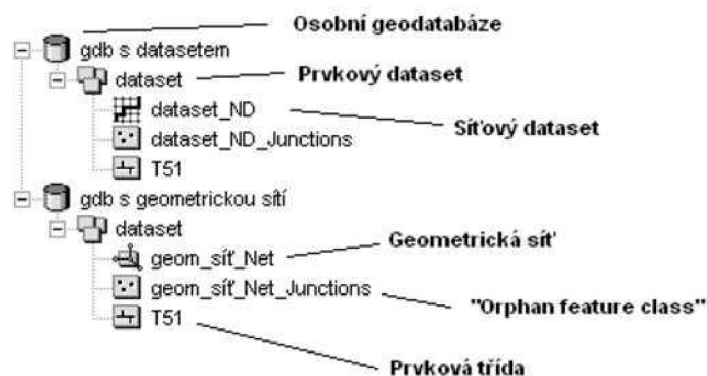 Osobní geodatabáze
gdb s datasetem
dataset
Prvkový dataset
dataset_ND
Síťový dataset
dataset_ND_Junctions
T51
gdb s geometrickou sítí
dataset
Geometrická síť
geom_síť_Net
geom_síť_Net_Junctions
"Orphan feature class"
T51
Prvková třída